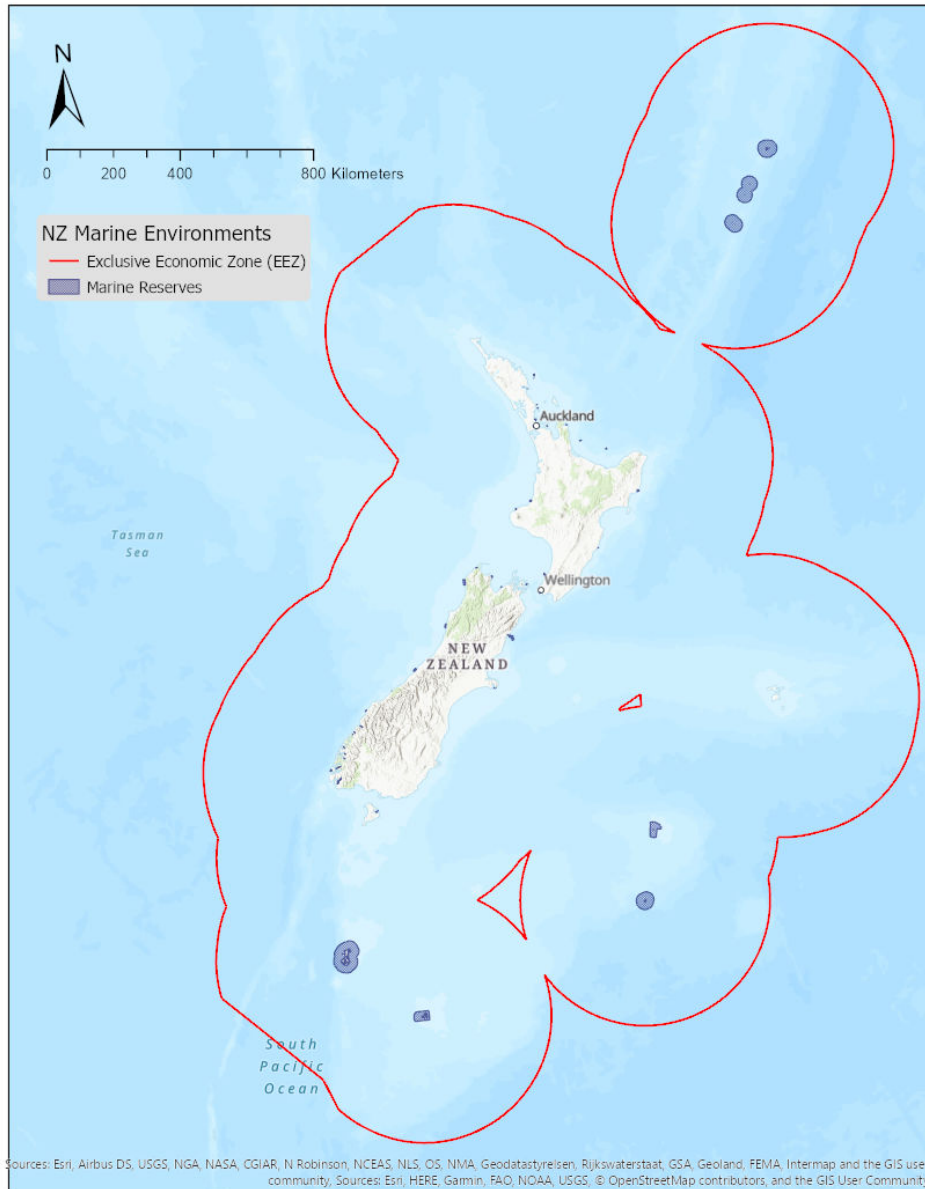 N
0 200 400 800 Kilometers
NZ Marine Environments
Exclusive Economic Zone (EEZ)
Marine Reserves
Auckland
Tasman
Sea
Wellington
NEW
ZEALAND
South
Pacific
Ocean
Sources: Esri, Airbus DS, USGS, NGA, NASA, CGIAR, N Robinson, NCEAS, NLS, OS, NMA, Geodatastyrelsen, Rijkswaterstaat, GSA, Geoland, FEMA, Intermap and the GIS user
community, Sources: Esri, HERE, Garmin, FAO, NOAA, USGS, © OpenStreetMap contributors, and the GIS User Community